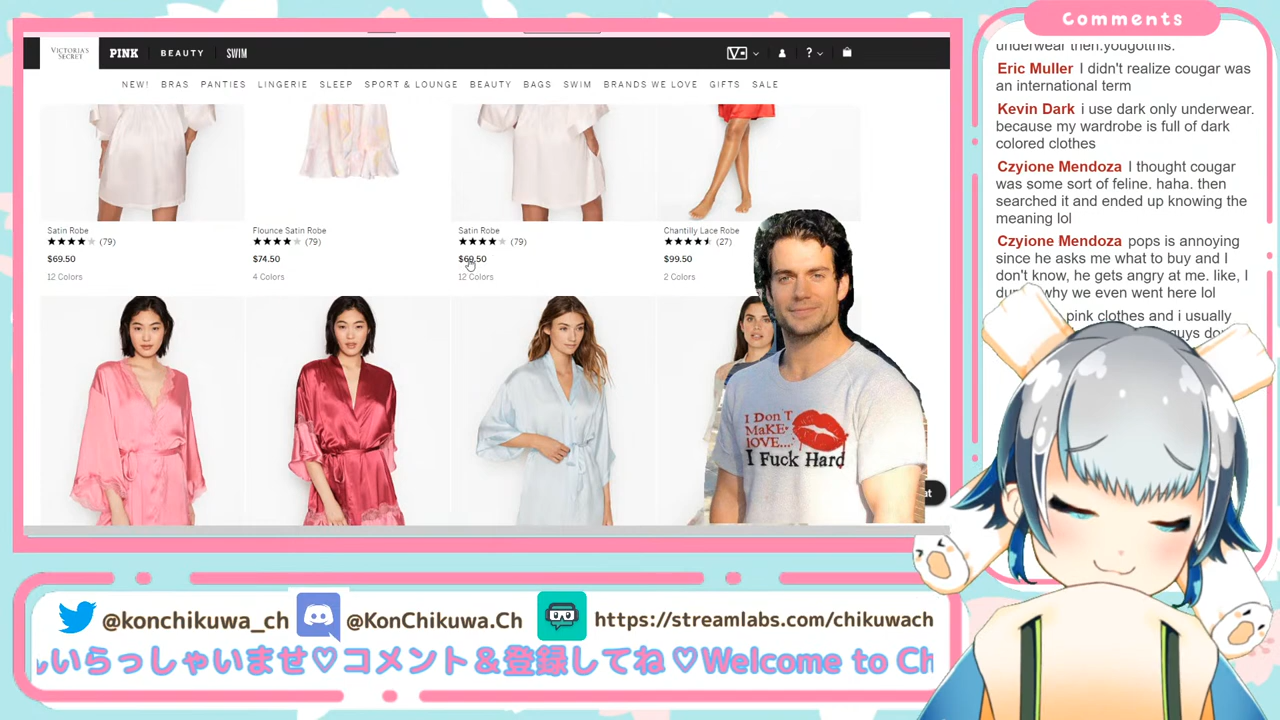 VICTORIA'S
SECRET
PINK
BEAUTY
SWIM
?
NEW! BRAS PANTIES LINGERIE SLEEP SPORT & LOUNGE BEAUTY BAGS SWIM BRANDS WE LOVE GIFTS SALE
Satin Robe
★★★★★ (79)
$69.50
12 Colors
Flounce Satin Robe
★★★★★ (79)
$74.50
4 Colors
Satin Robe
★★★★★ (79)
$69.50
12 Colors
Chantilly Lace Robe
★★★★★ (27)
$99.50
2 Colors
I DON'T
MaKE
lOVE...
I Fuck Hard
Comments
underwear then.yougotthis.
Eric Muller I didn't realize cougar was
an international term
Kevin Dark i use dark only underwear.
because my wardrobe is full of dark
colored clothes
Czyione Mendoza I thought cougar
was some sort of feline. haha. then
searched it and ended up knowing the
meaning lol
Czyione Mendoza pops is annoying
since he asks me what to buy and I
don't know, he gets angry at me. like, I
why we even went here lol
pink clothes and i usually
guys
@konchikuwa_ch
@KonChikuwa.Ch
https://streamlabs.com/chikuwach
いらっしゃいませ♡コメント＆登録してね♡Welcome to Ch